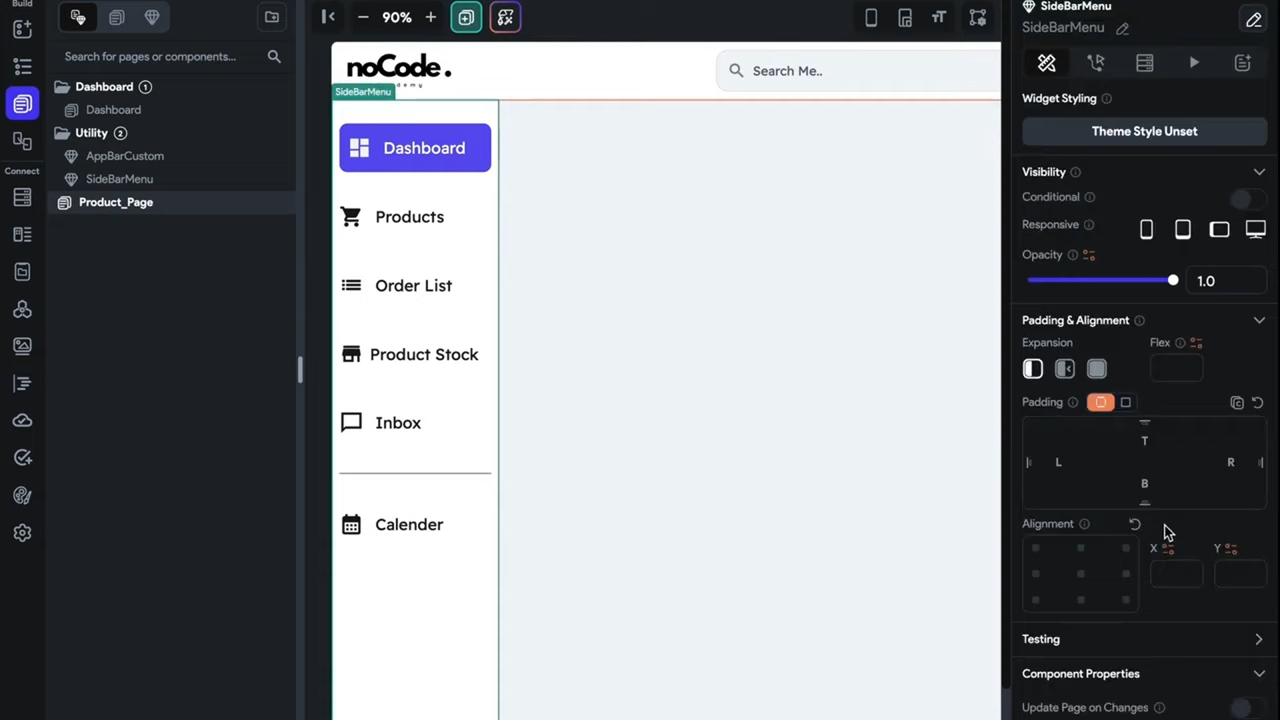 Build
Connect
Search for pages or components...
Dashboard 1
Dashboard
Utility 2
AppBarCustom
SideBarMenu
Product_Page
90%
noCode.
SideBarMenu
Search Me..
Dashboard
Products
Order List
Product Stock
Inbox
Calender
SideBarMenu
SideBarMenu
Widget Styling
Theme Style Unset
Visibility
Conditional
Responsive
Opacity
1.0
Padding & Alignment
Expansion
Flex
Padding
T
L
R
B
Alignment
X
Y
Testing
Component Properties
Update Page on Changes